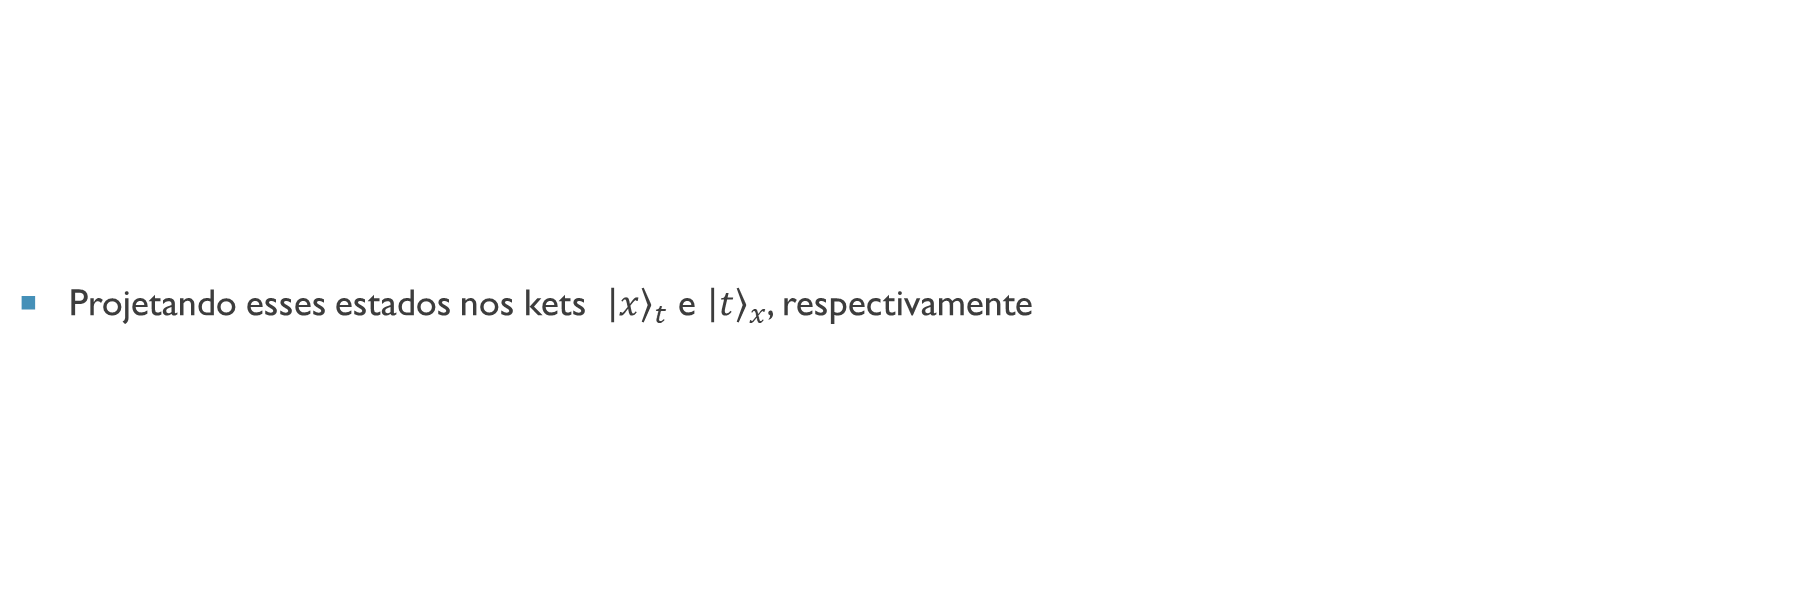 ▪ Projetando esses estados nos kets |x⟩ₜ e |t⟩ₓ, respectivamente